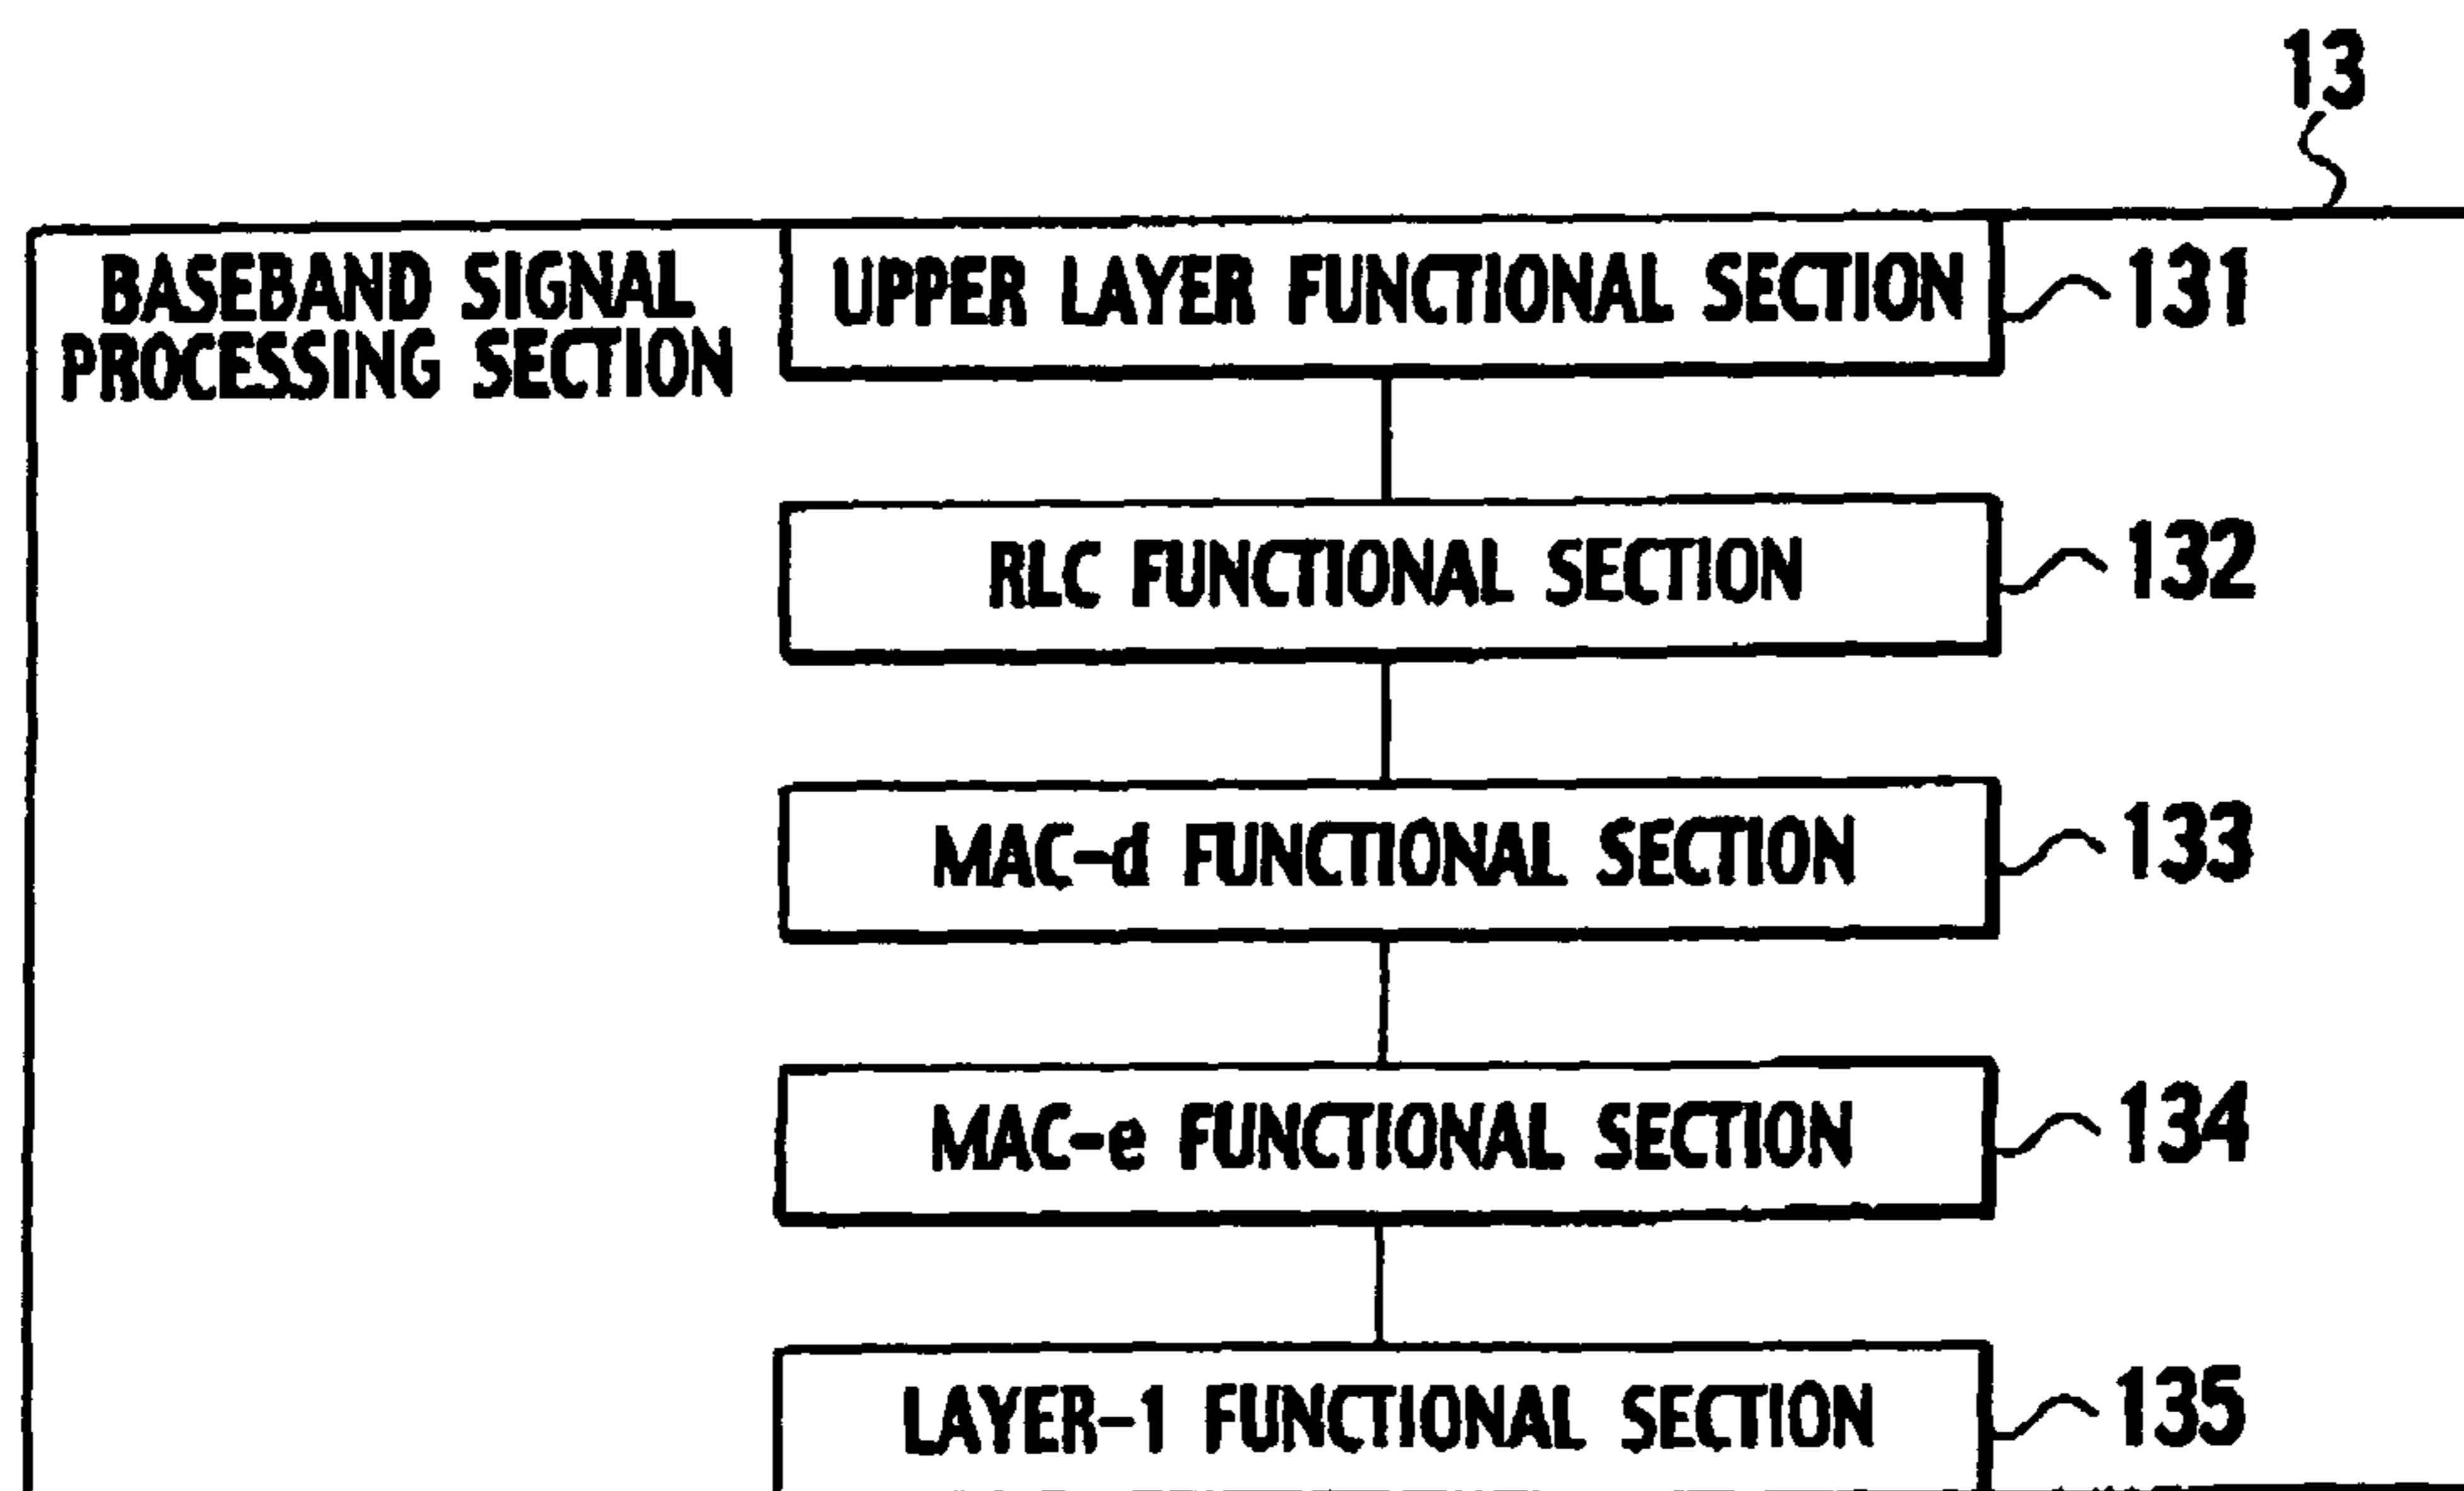 13
BASEBAND SIGNAL
PROCESSING SECTION
UPPER LAYER FUNCTIONAL SECTION
131
RLC FUNCTIONAL SECTION
132
MAC-d FUNCTIONAL SECTION
133
MAC-e FUNCTIONAL SECTION
134
LAYER-1 FUNCTIONAL SECTION
135